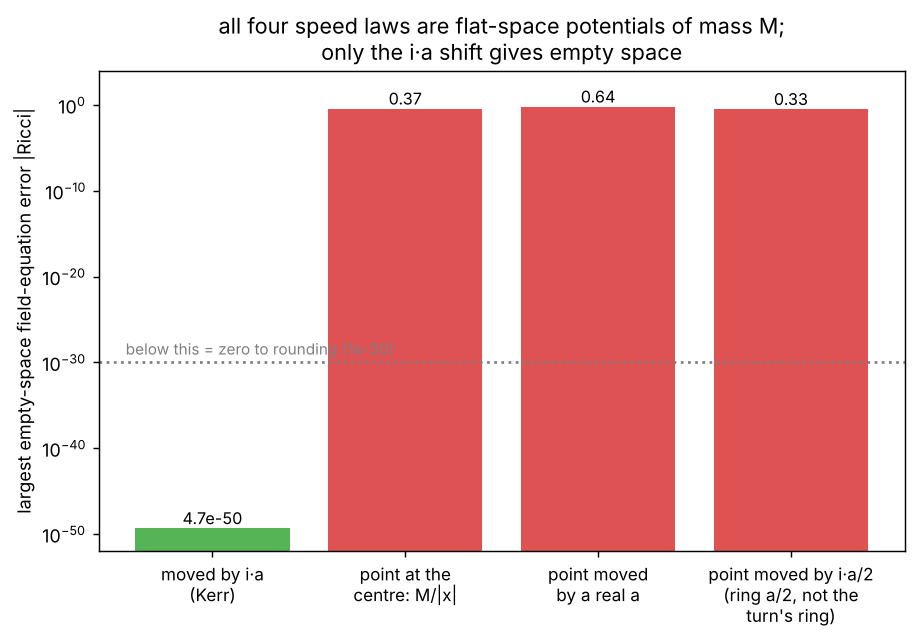 all four speed laws are flat-space potentials of mass M;
only the i·a shift gives empty space
largest empty-space field-equation error |Ricci|
10⁰
10⁻¹⁰
10⁻²⁰
10⁻³⁰
10⁻⁴⁰
10⁻⁵⁰
0.37
0.64
0.33
below this = zero to rounding (1e-30)
4.7e-50
moved by i·a
(Kerr)
point at the
centre: M/|x|
point moved
by a real a
point moved by i·a/2
(ring a/2, not the
turn's ring)